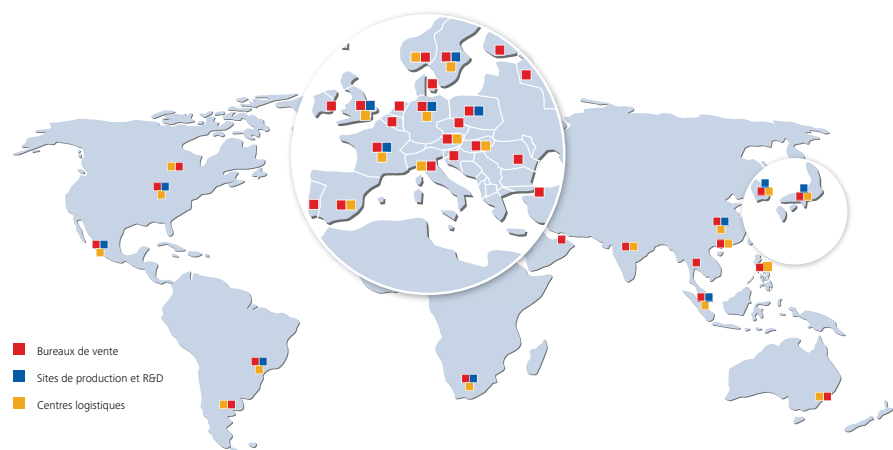 Bureaux de vente
Sites de production et R&D
Centres logistiques